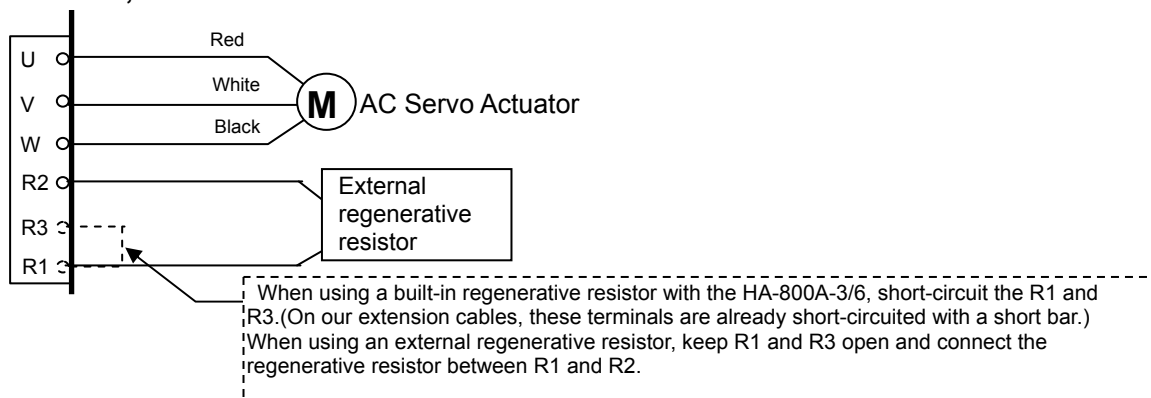 Red
U
White
V
M
AC Servo Actuator
Black
W
R2
External
regenerative
resistor
R3
R1
When using a built-in regenerative resistor with the HA-800A-3/6, short-circuit the R1 and
R3.(On our extension cables, these terminals are already short-circuited with a short bar.)
When using an external regenerative resistor, keep R1 and R3 open and connect the
regenerative resistor between R1 and R2.